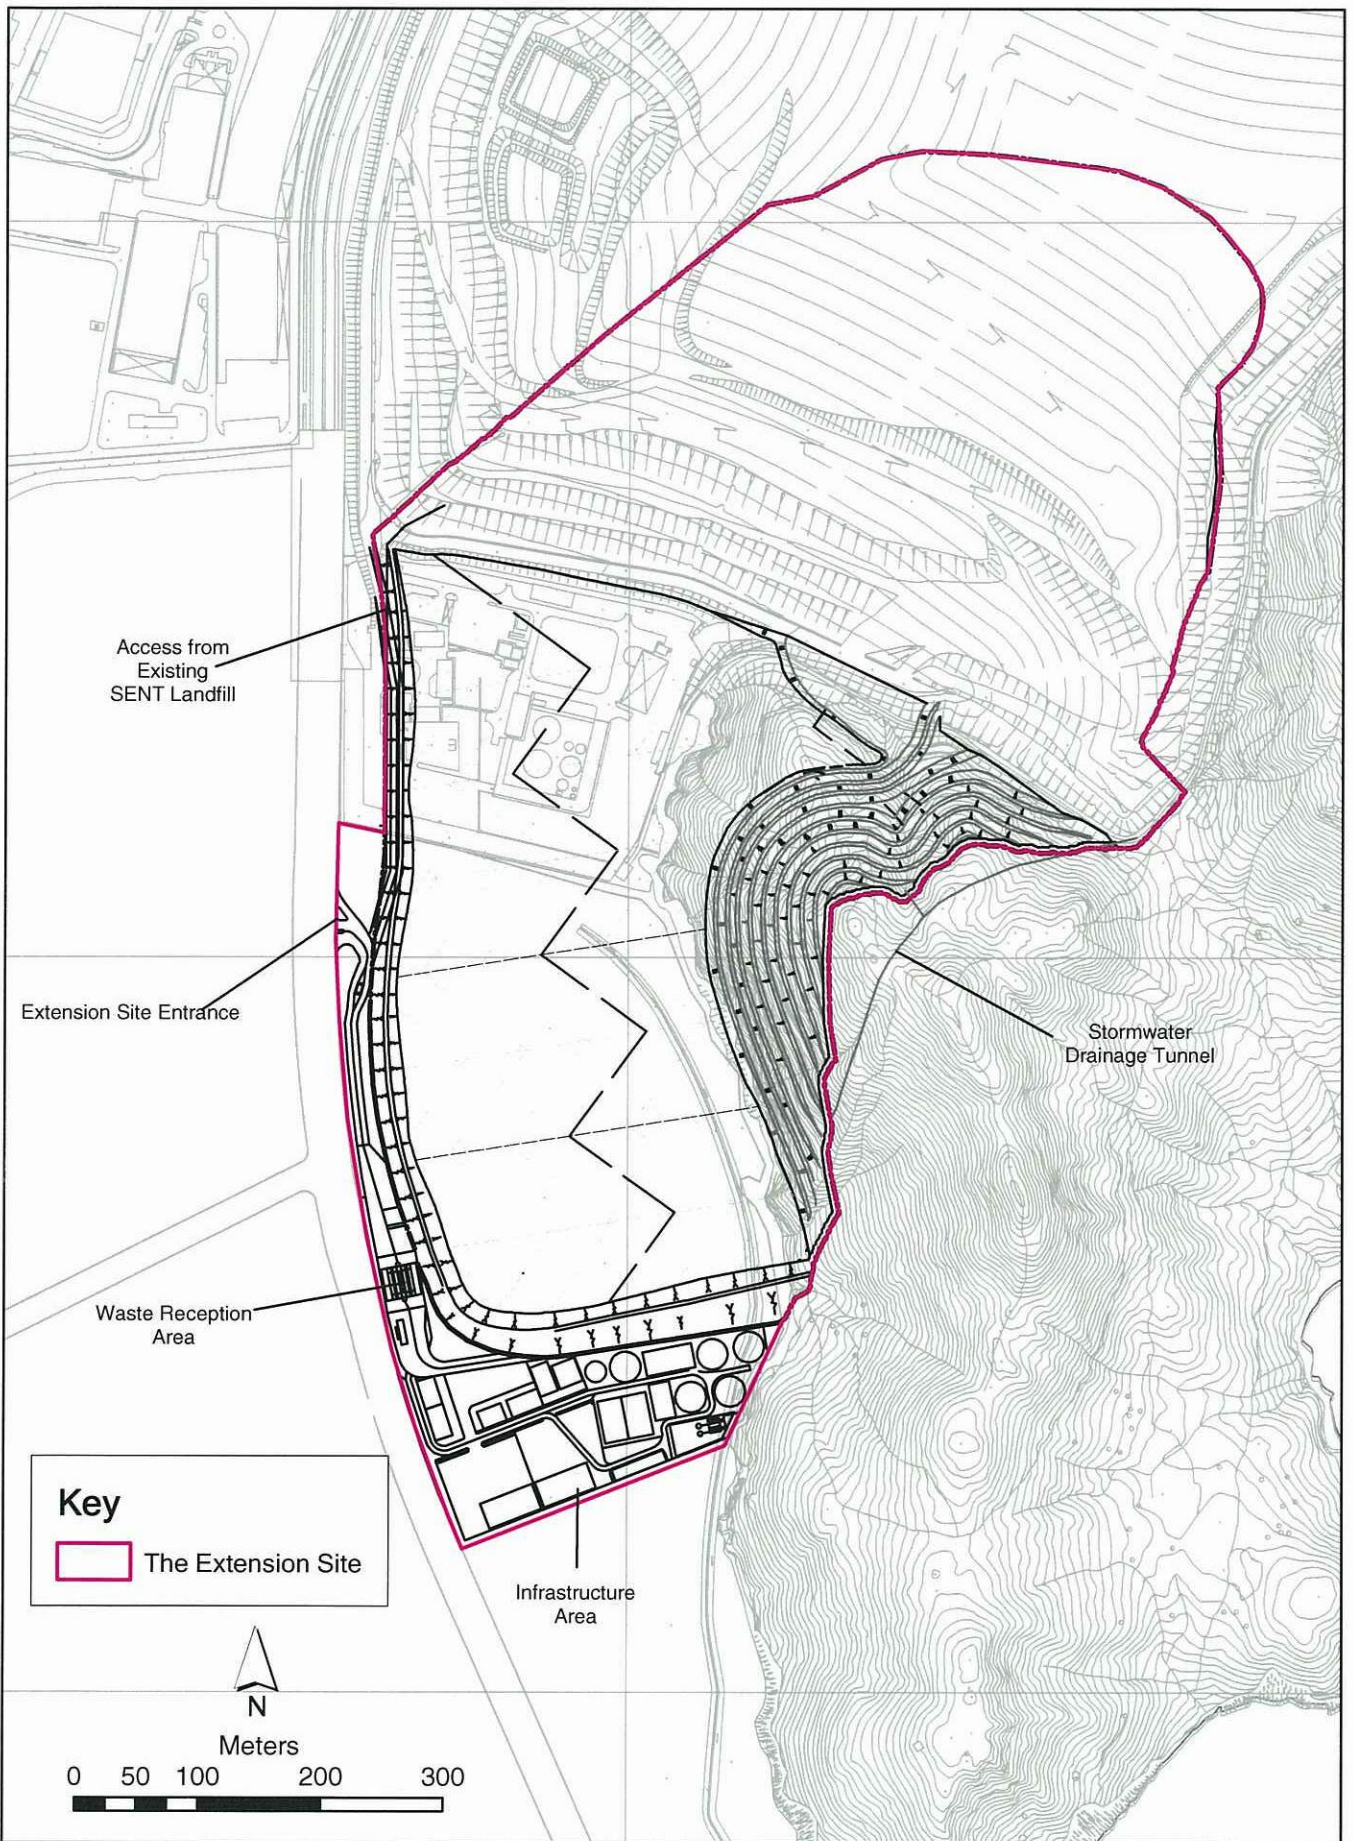 Access from
Existing
SENT Landfill
Extension Site Entrance
Stormwater
Drainage Tunnel
Waste Reception
Area
Key
The Extension Site
Infrastructure
Area
N
Meters
0 50 100 200 300